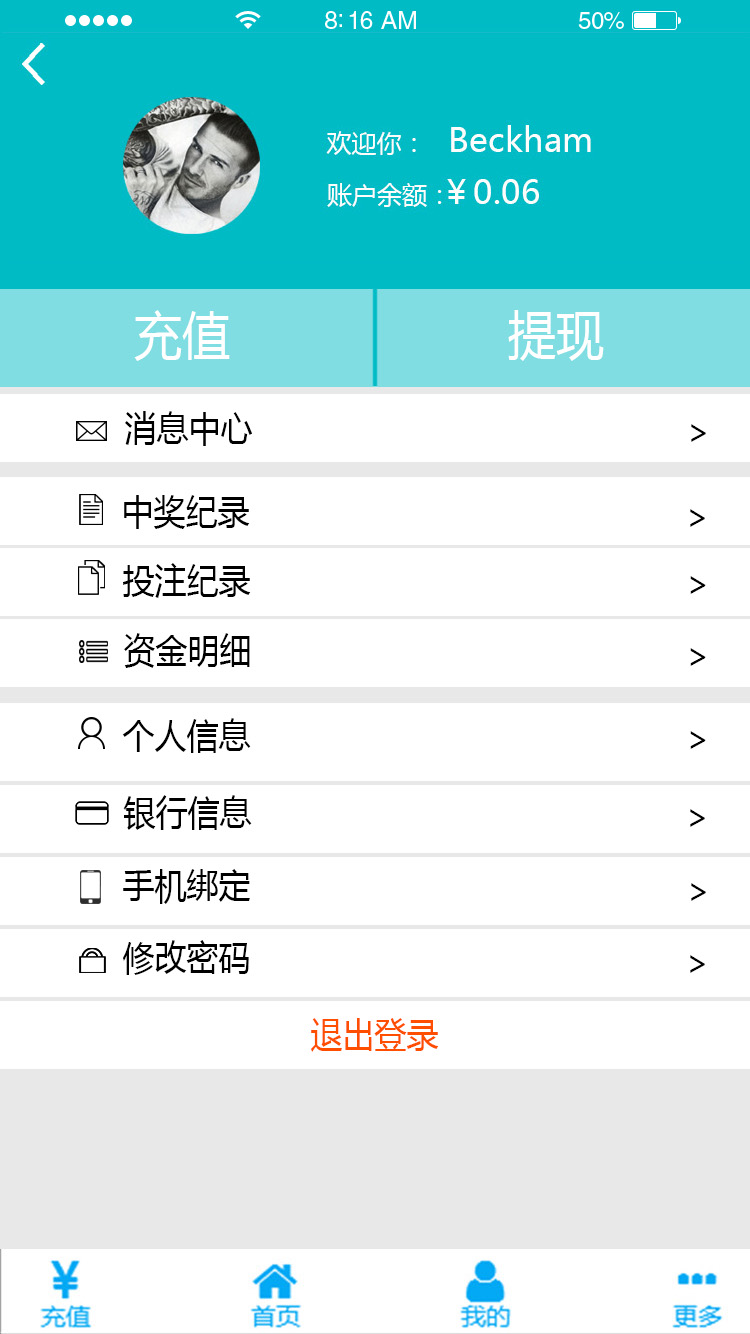 8:16 AM 50%
欢迎你： Beckham
账户余额：¥ 0.06
充值 提现
消息中心 >
中奖纪录 >
投注纪录 >
资金明细 >
个人信息 >
银行信息 >
手机绑定 >
修改密码 >
退出登录
充值 首页 我的 更多